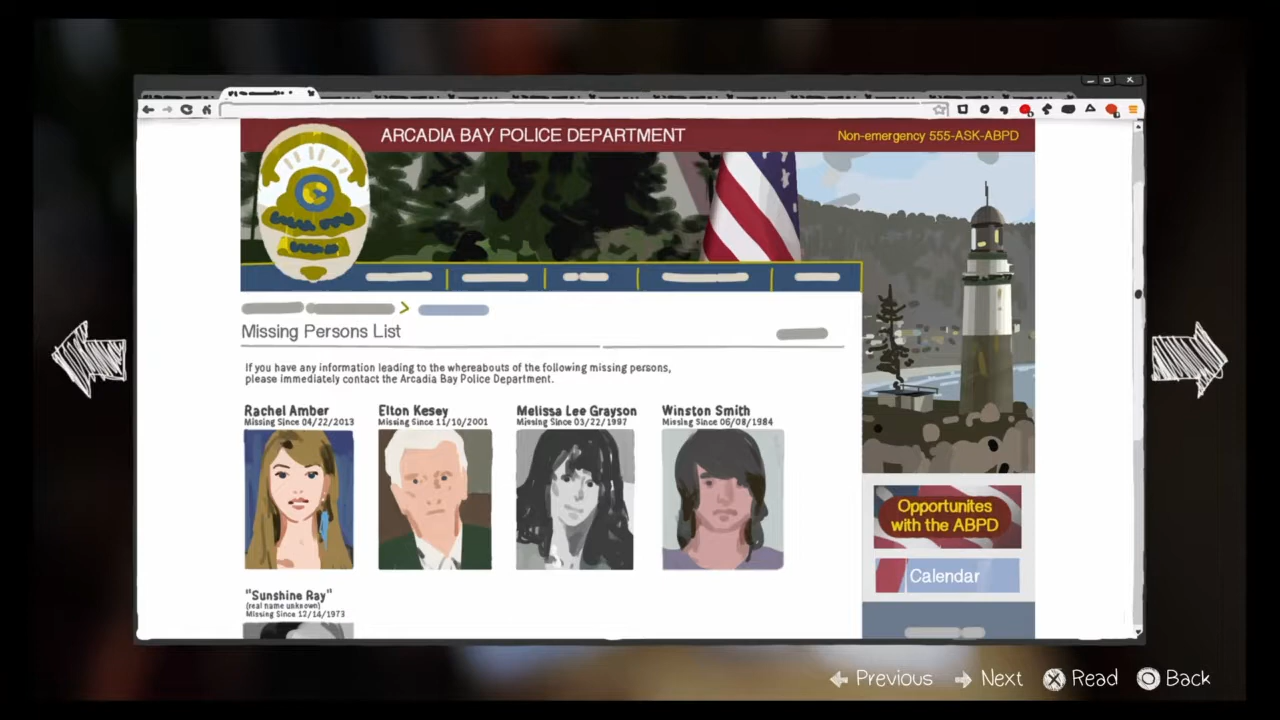 ARCADIA BAY POLICE DEPARTMENT
Non-emergency 555-ASK-ABPD
Missing Persons List
If you have any information leading to the whereabouts of the following missing persons,
please immediately contact the Arcadia Bay Police Department.
Rachel Amber
Missing Since 04/22/2013
Elton Kesey
Missing Since 11/10/2001
Melissa Lee Grayson
Missing Since 03/22/1997
Winston Smith
Missing Since 06/08/1984
"Sunshine Ray"
(real name unknown)
Missing Since 12/14/1973
Opportunites
with the ABPD
Calendar
Previous
Next
Read
Back